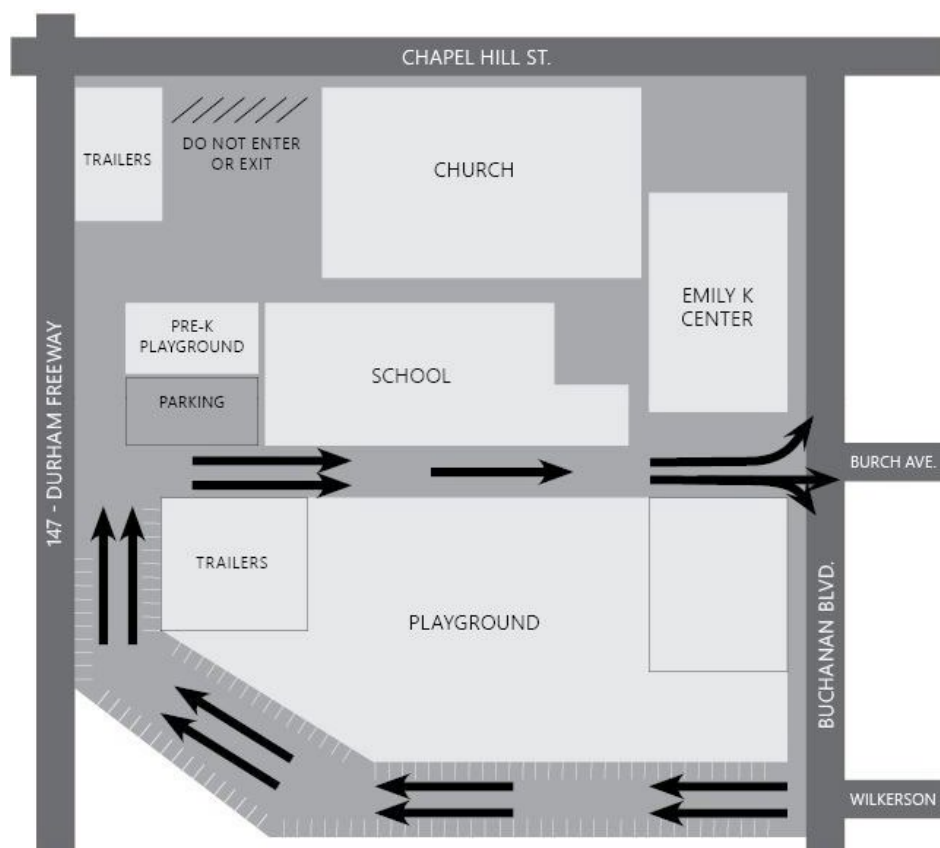 CHAPEL HILL ST.
TRAILERS
DO NOT ENTER
OR EXIT
CHURCH
EMILY K
CENTER
PRE-K
PLAYGROUND
SCHOOL
PARKING
147 - DURHAM FREEWAY
BURCH AVE.
TRAILERS
PLAYGROUND
BUCHANAN BLVD.
WILKERSON